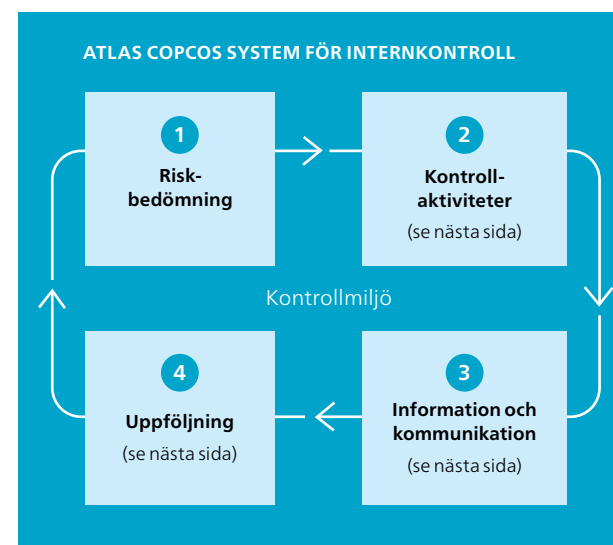 ATLAS COPCOS SYSTEM FÖR INTERNKONTROLL
1
Risk-
bedömning
2
Kontroll-
aktiviteter
(se nästa sida)
Kontrollmiljö
4
Uppföljning
(se nästa sida)
3
Information och
kommunikation
(se nästa sida)